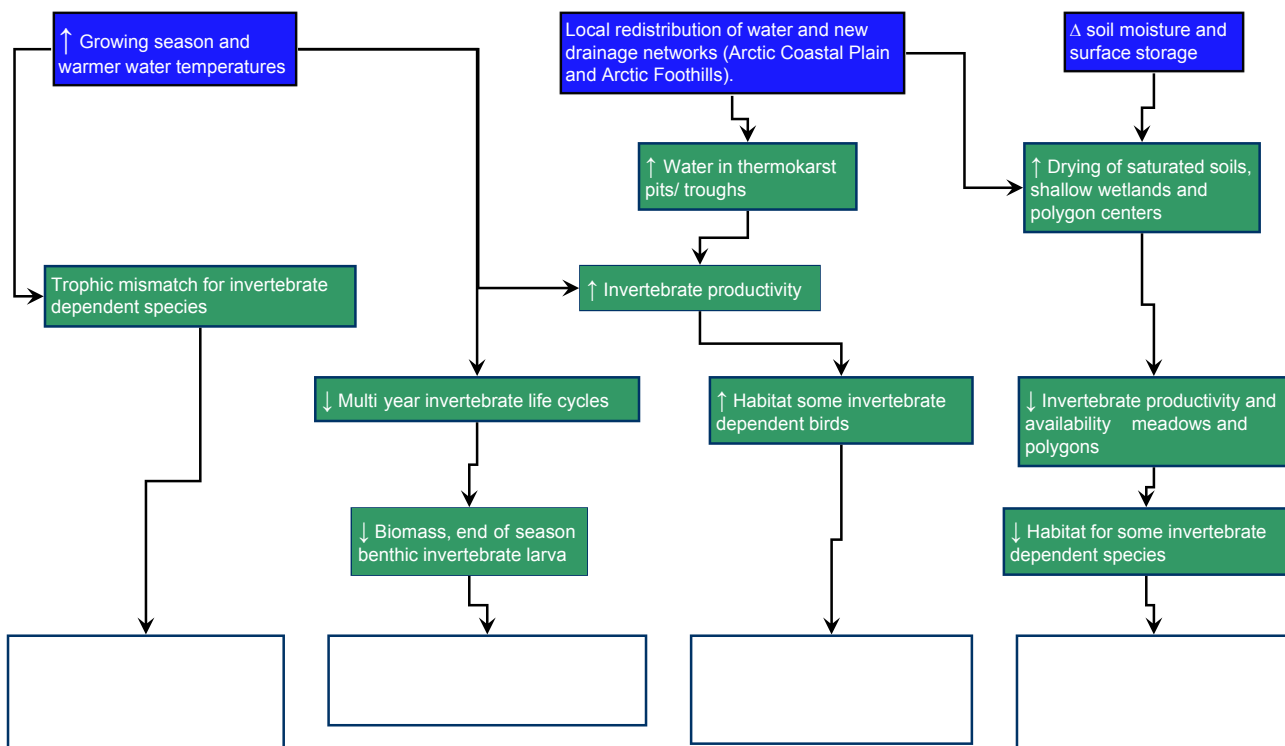 ↑ Growing season and
warmer water temperatures
Local redistribution of water and new
drainage networks (Arctic Coastal Plain
and Arctic Foothills).
Δ soil moisture and
surface storage
↑ Water in thermokarst
pits/ troughs
↑ Drying of saturated soils,
shallow wetlands and
polygon centers
Trophic mismatch for invertebrate
dependent species
↑ Invertebrate productivity
↓ Multi year invertebrate life cycles
↑ Habitat some invertebrate
dependent birds
↓ Invertebrate productivity and
availability meadows and
polygons
↓ Biomass, end of season
benthic invertebrate larva
↓ Habitat for some invertebrate
dependent species